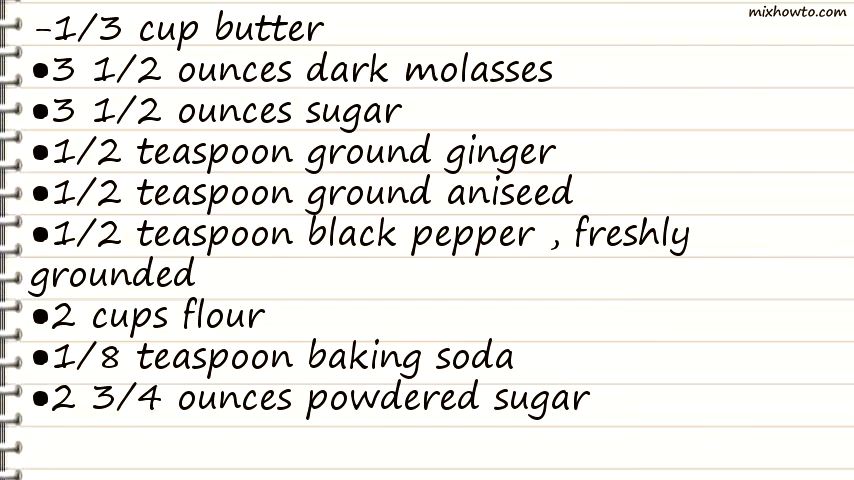 mixhowto.com
-1/3 cup butter
•3 1/2 ounces dark molasses
•3 1/2 ounces sugar
•1/2 teaspoon ground ginger
•1/2 teaspoon ground aniseed
•1/2 teaspoon black pepper , freshly
grounded
•2 cups flour
•1/8 teaspoon baking soda
•2 3/4 ounces powdered sugar